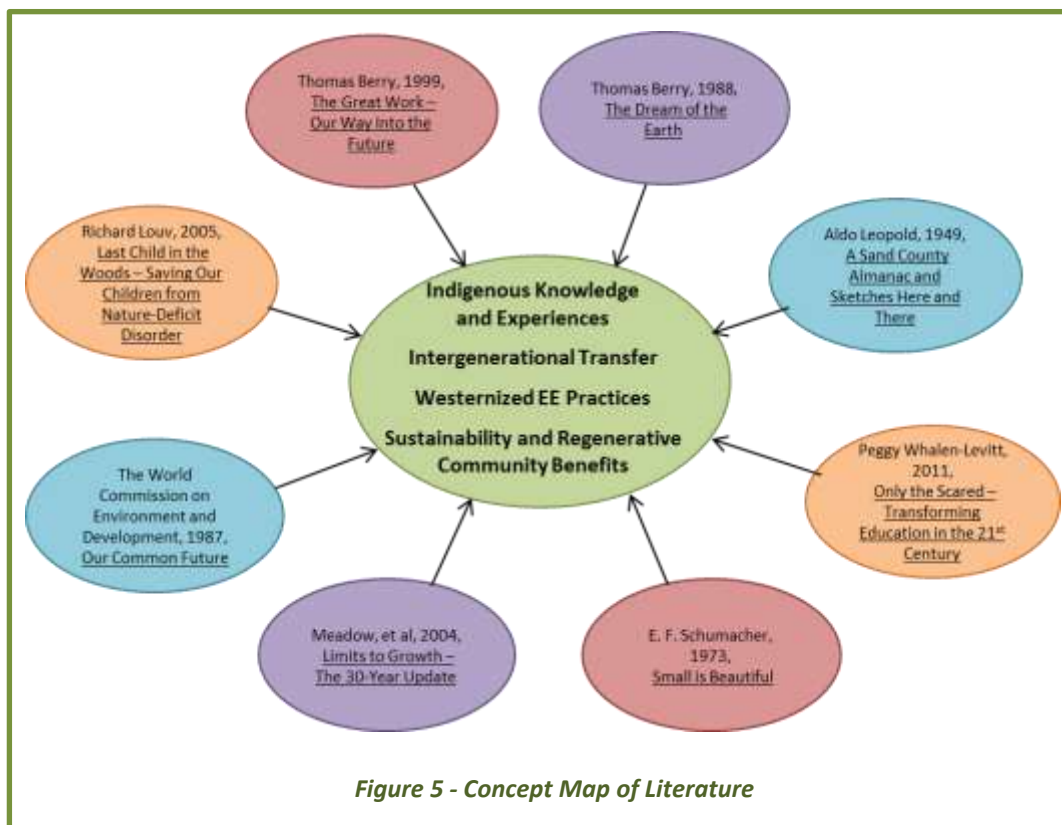 Thomas Berry, 1999,
The Great Work –
Our Way Into the
Future
Thomas Berry, 1988,
The Dream of the
Earth
Richard Louv, 2005,
Last Child in the
Woods – Saving Our
Children from
Nature-Deficit
Disorder
Aldo Leopold, 1949,
A Sand County
Almanac and
Sketches Here and
There
Indigenous Knowledge
and Experiences
Intergenerational Transfer
Westernized EE Practices
Sustainability and Regenerative
Community Benefits
The World
Commission on
Environment and
Development, 1987,
Our Common Future
Peggy Whalen-Levitt,
2011,
Only the Scared –
Transforming
Education in the 21st
Century
Meadow, et al, 2004,
Limits to Growth –
The 30-Year Update
E. F. Schumacher,
1973,
Small is Beautiful
Figure 5 - Concept Map of Literature